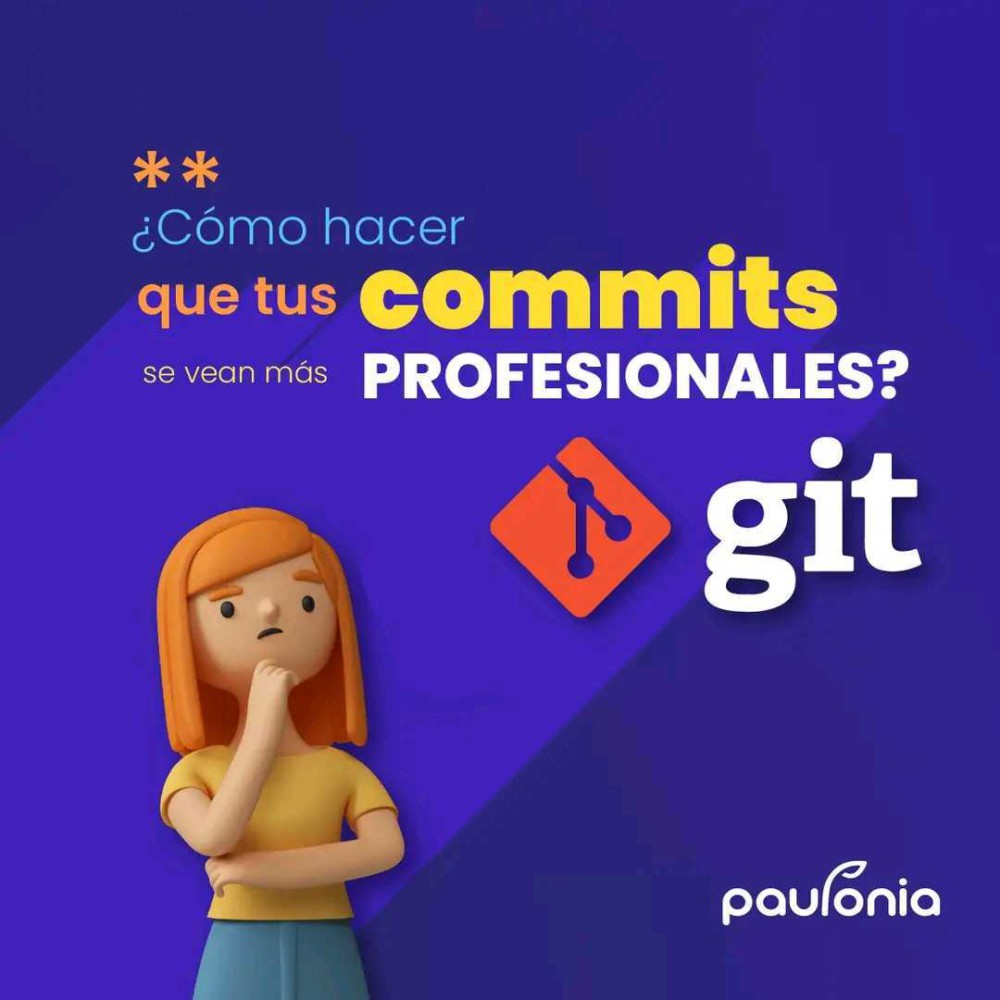 **
¿Cómo hacer
que tus commits
se vean más PROFESIONALES?
git
paulonia